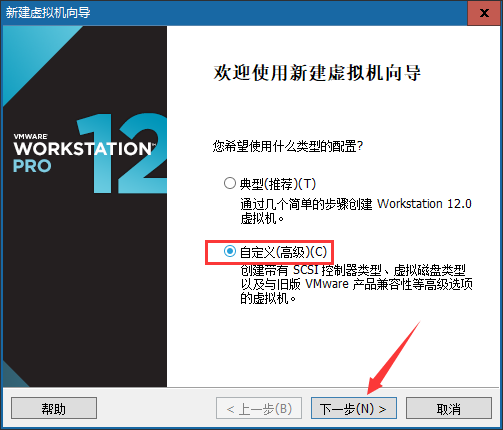 新建虚拟机向导
x
VMWARE
WORKSTATION™
PRO
12
欢迎使用新建虚拟机向导
您希望使用什么类型的配置?
典型(推荐)(T)
通过几个简单的步骤创建 Workstation 12.0
虚拟机。
自定义(高级)(C)
创建带有 SCSI 控制器类型、虚拟磁盘类型
以及与旧版 VMware 产品兼容性等高级选项
的虚拟机。
帮助
< 上一步(B)
下一步(N) >
取消